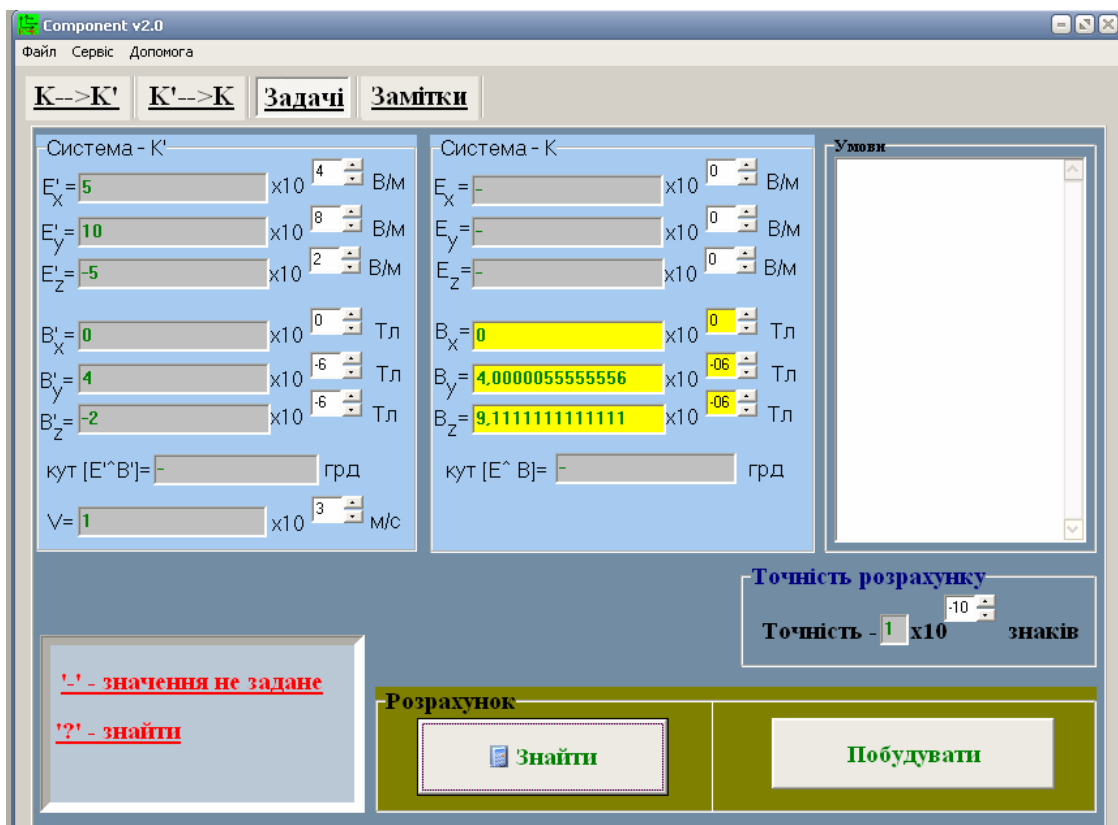 Component v2.0
Файл Сервіс Допомога
K-->K' K'-->K Задачі Замітки
Система - K'
E'x= 5 x10 4 В/м
E'y= 10 x10 8 В/м
E'z= -5 x10 2 В/м
B'x= 0 x10 0 Тл
B'y= 4 x10 -6 Тл
B'z= -2 x10 -6 Тл
кут [E'^B']= - грд
V= 1 x10 3 м/с
Система - K
Ex= - x10 0 В/м
Ey= - x10 0 В/м
Ez= - x10 0 В/м
Bx= 0 x10 0 Тл
By= 4,0000055555556 x10 -06 Тл
Bz= 9,1111111111111 x10 -06 Тл
кут [E^ B]= - грд
Умови
Точність розрахунку
Точність - 1 x10 -10 знаків
'-' - значення не задане
'?' - знайти
Розрахунок
Знайти
Побудувати